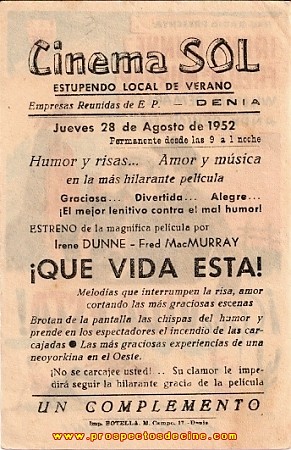 Cinema SOL
ESTUPENDO LOCAL DE VERANO
Empresas Reunidas de E P. — DENIA
Jueves 28 de Agosto de 1952
Permanente desde las 9 a 1 noche
Humor y risas... Amor y música
en la más hilarante película
Graciosa... Divertida... Alegre...
¡El mejor lenitivo contra el mal humor!
ESTRENO de la magnífica película por
Irene DUNNE - Fred MacMURRAY
¡QUE VIDA ESTA!
Melodías que interrumpen la risa, amor
cortando las más graciosas escenas
Brotan de la pantalla las chispas del humor y
prende en los espectadores el incendio de las car-
cajadas ● Las más graciosas experiencias de una
neoyorkina en el Oeste.
¡No se carcajee usted!... Su clamor le impe-
dirá seguir la hilarante gracia de la película
UN COMPLEMENTO
Imp. BOTELLA. M. Campo, 17 - Denia
www.prospectosdecine.com